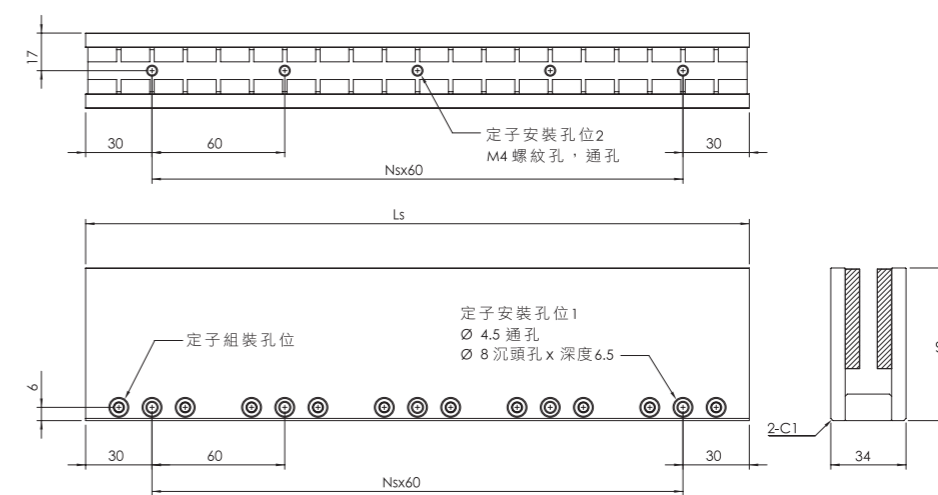 17
30
60
定子安裝孔位2
M4 螺紋孔，通孔
30
Nsx60
Ls
定子組裝孔位
定子安裝孔位1
Ø 4.5 通孔
Ø 8 沉頭孔 x 深度6.5
6
2-C1
30
60
30
34
Nsx60